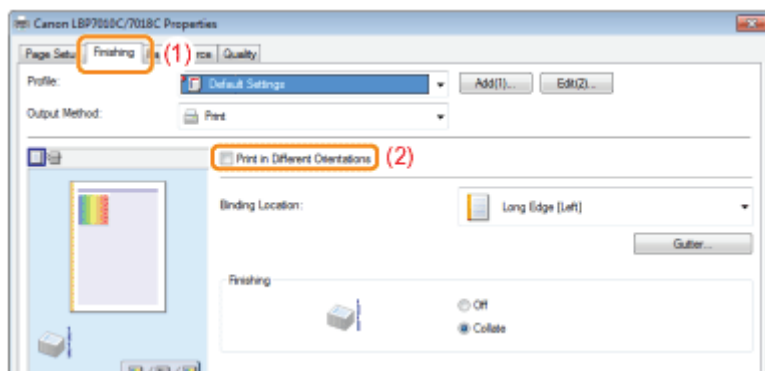 Canon LBP7010C/7018C Properties
Page Setu Finishing (1) rce Quality
Profile: Default Settings Add(1)... Edit(2)...
Output Method: Print
Print in Different Orientations (2)
Binding Location: Long Edge [Left]
Gutter...
Finishing
Off
Collate